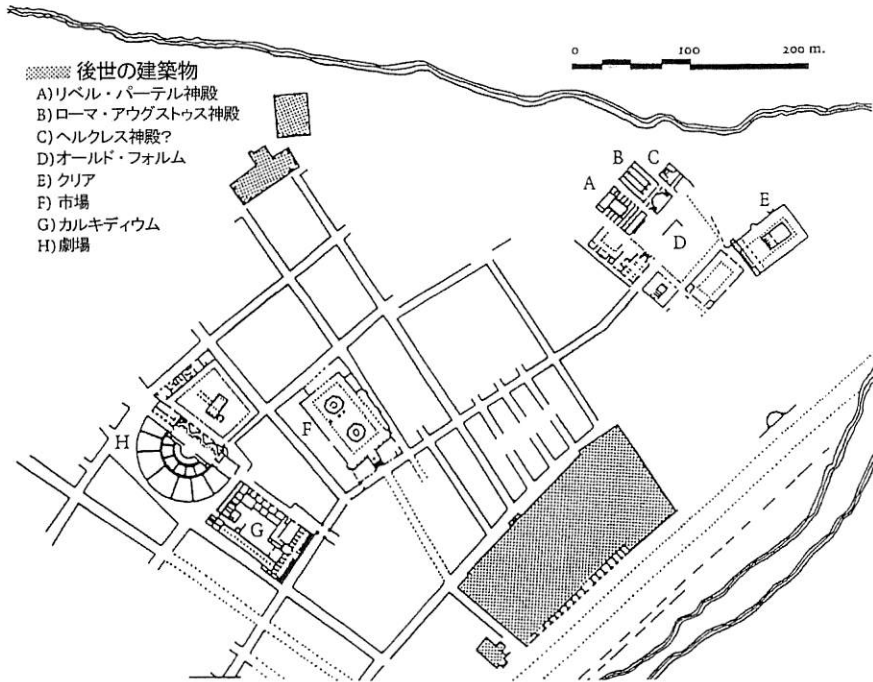 0 100 200 m.
後世の建築物
A)リベル・パーテル神殿
B)ローマ・アウグストゥス神殿
C)ヘルクレス神殿?
D)オールド・フォルム
E)クリア
F)市場
G)カルキディウム
H)劇場
B C
A
E
D
F
H
G